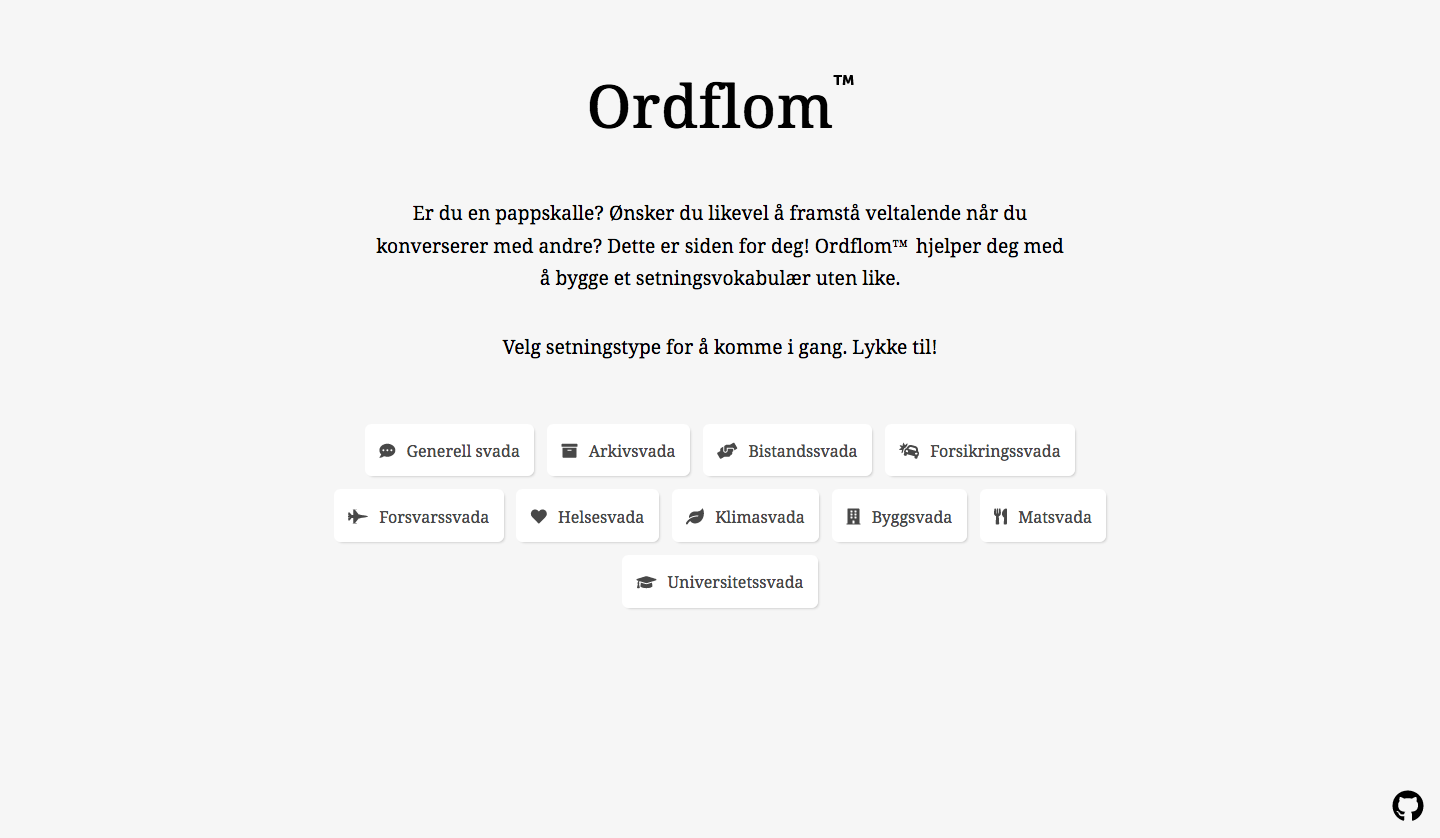 Ordflom™
Er du en pappskalle? Ønsker du likevel å framstå veltalende når du
konverserer med andre? Dette er siden for deg! Ordflom™ hjelper deg med
å bygge et setningsvokabulær uten like.
Velg setningstype for å komme i gang. Lykke til!
Generell svada Arkivsvada Bistandssvada Forsikringssvada
Forsvarssvada Helsesvada Klimasvada Byggsvada Matsvada
Universitetssvada